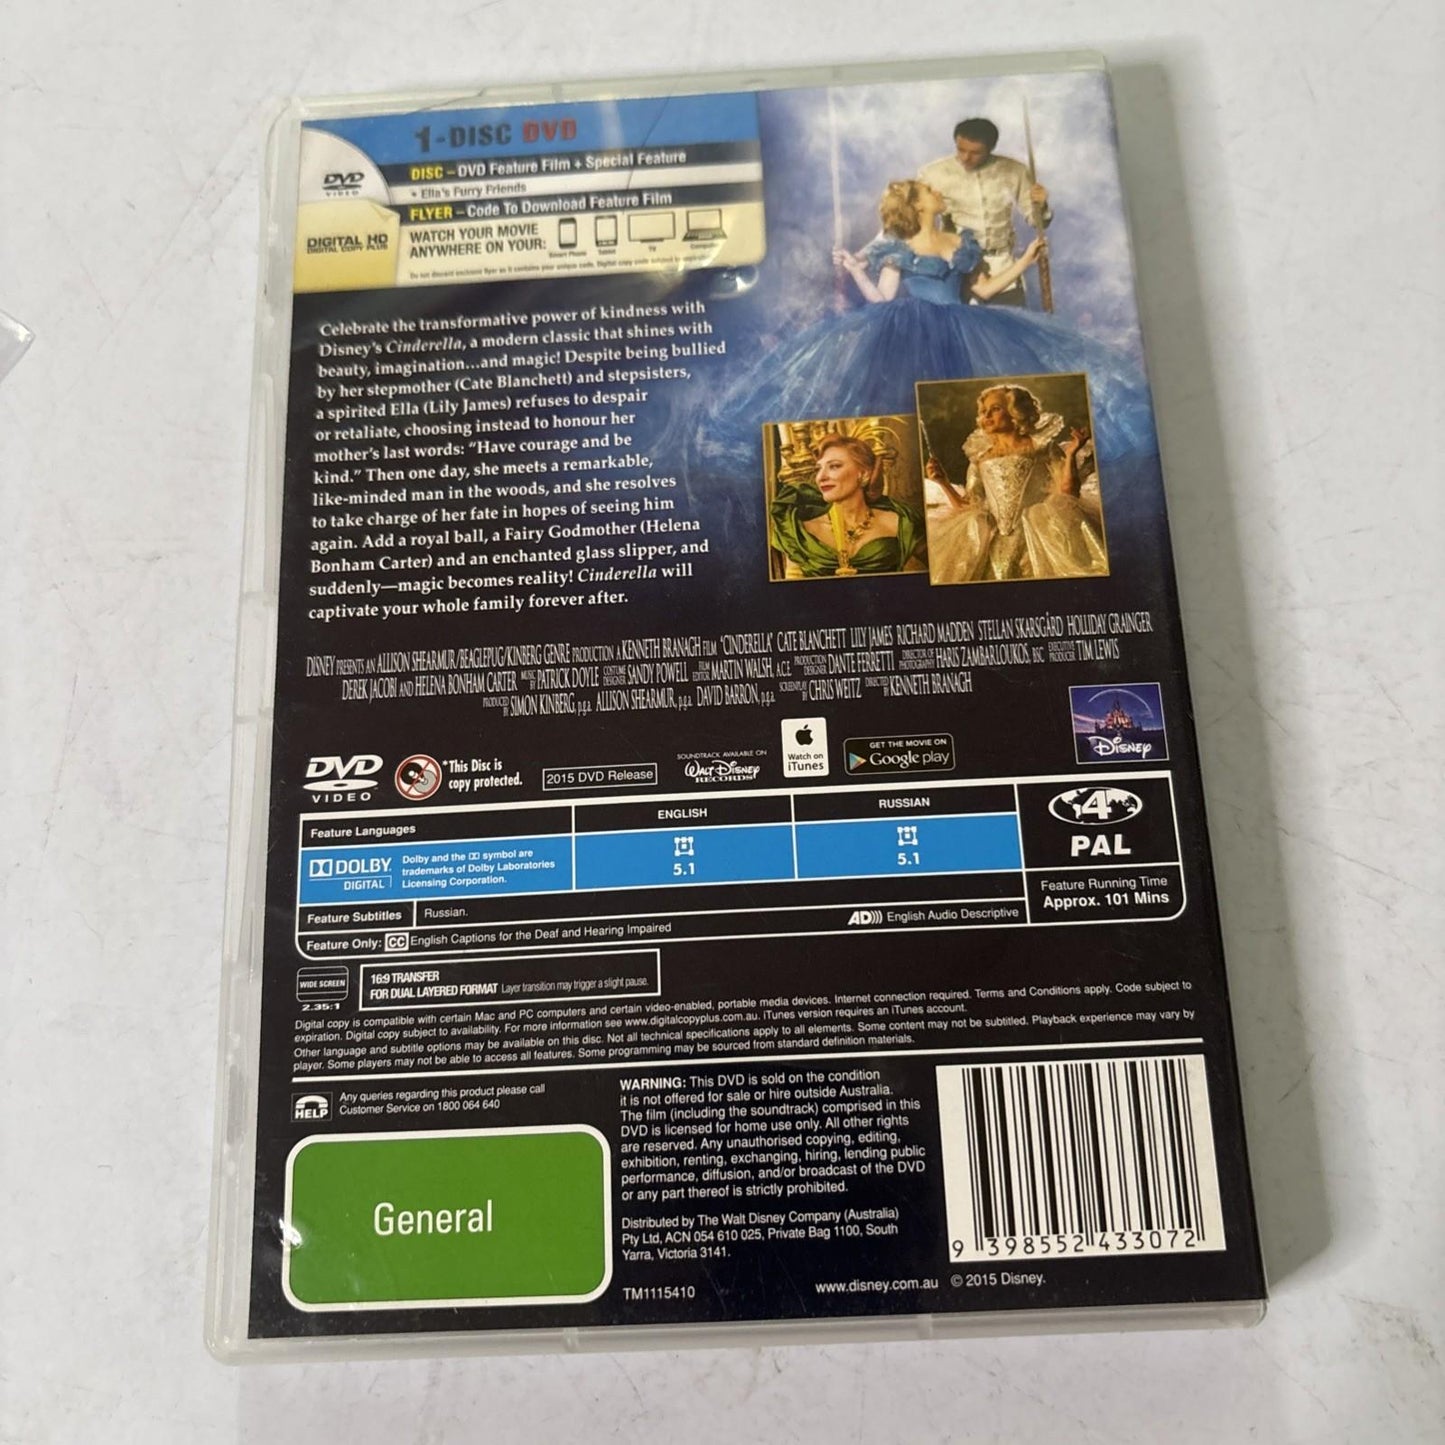 1-DISC DVD
DVD
VIDEO
DISC – DVD Feature Film + Special Feature
• Ella's Furry Friends
FLYER – Code To Download Feature Film
DIGITAL HD
DIGITAL COPY PLUS
WATCH YOUR MOVIE
ANYWHERE ON YOUR:
Smart Phone Tablet TV Computer
Do not discard enclosed flyer as it contains your unique code. Digital copy code subject to expiration.
Celebrate the transformative power of kindness with
Disney's Cinderella, a modern classic that shines with
beauty, imagination...and magic! Despite being bullied
by her stepmother (Cate Blanchett) and stepsisters,
a spirited Ella (Lily James) refuses to despair
or retaliate, choosing instead to honour her
mother's last words: "Have courage and be
kind." Then one day, she meets a remarkable,
like-minded man in the woods, and she resolves
to take charge of her fate in hopes of seeing him
again. Add a royal ball, a Fairy Godmother (Helena
Bonham Carter) and an enchanted glass slipper, and
suddenly—magic becomes reality! Cinderella will
captivate your whole family forever after.
DISNEY PRESENTS AN ALLISON SHEARMUR/BEAGLEPUG/KINBERG GENRE PRODUCTION A KENNETH BRANAGH FILM "CINDERELLA" CATE BLANCHETT LILY JAMES RICHARD MADDEN STELLAN SKARSGÅRD HOLLIDAY GRAINGER
DEREK JACOBI AND HELENA BONHAM CARTER MUSIC BY PATRICK DOYLE COSTUME DESIGNER SANDY POWELL FILM EDITOR MARTIN WALSH, ACE PRODUCTION DESIGNER DANTE FERRETTI DIRECTOR OF PHOTOGRAPHY HARIS ZAMBARLOUKOS, BSC EXECUTIVE PRODUCER TIM LEWIS
PRODUCED BY SIMON KINBERG, p.g.a. ALLISON SHEARMUR, p.g.a. DAVID BARRON, p.g.a. SCREENPLAY BY CHRIS WEITZ DIRECTED BY KENNETH BRANAGH
Disney
DVD
VIDEO
*This Disc is
copy protected.
2015 DVD Release
SOUNDTRACK AVAILABLE ON
WALT DISNEY
RECORDS
Watch on
iTunes
GET THE MOVIE ON
Google play
Feature Languages
ENGLISH
RUSSIAN
DOLBY
DIGITAL
Dolby and the DD symbol are
trademarks of Dolby Laboratories
Licensing Corporation.
5.1
5.1
4
PAL
Feature Running Time
Approx. 101 Mins
Feature Subtitles
Russian.
Feature Only: CC English Captions for the Deaf and Hearing Impaired
AD))) English Audio Descriptive
WIDE SCREEN
2.35:1
16:9 TRANSFER
FOR DUAL LAYERED FORMAT Layer transition may trigger a slight pause.
Digital copy is compatible with certain Mac and PC computers and certain video-enabled, portable media devices. Internet connection required. Terms and Conditions apply. Code subject to
expiration. Digital copy subject to availability. For more information see www.digitalcopyplus.com.au. iTunes version requires an iTunes account.
Other language and subtitle options may be available on this disc. Not all technical specifications apply to all elements. Some content may not be subtitled. Playback experience may vary by
player. Some players may not be able to access all features. Some programming may be sourced from standard definition materials.
HELP
Any queries regarding this product please call
Customer Service on 1800 064 640
General
WARNING: This DVD is sold on the condition
it is not offered for sale or hire outside Australia.
The film (including the soundtrack) comprised in this
DVD is licensed for home use only. All other rights
are reserved. Any unauthorised copying, editing,
exhibition, renting, exchanging, hiring, lending public
performance, diffusion, and/or broadcast of the DVD
or any part thereof is strictly prohibited.
Distributed by The Walt Disney Company (Australia)
Pty Ltd, ACN 054 610 025, Private Bag 1100, South
Yarra, Victoria 3141.
TM1115410
www.disney.com.au © 2015 Disney.
9 398552 433072